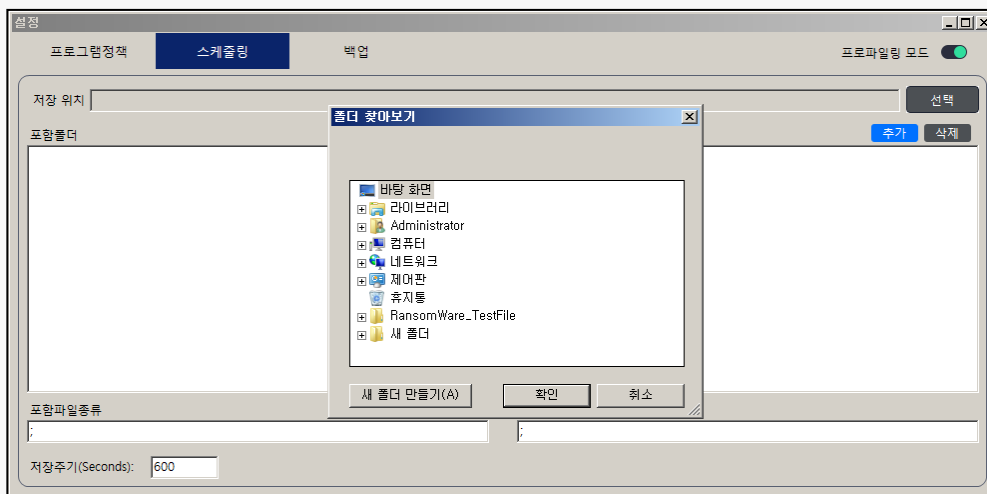 설정
프로그램정책 스케줄링 백업 프로파일링 모드
저장 위치 선택
포함폴더 추가 삭제
폴더 찾아보기
바탕 화면
라이브러리
Administrator
컴퓨터
네트워크
제어판
휴지통
RansomWare_TestFile
새 폴더
새 폴더 만들기(A) 확인 취소
포함파일종류
; ;
저장주기(Seconds): 600